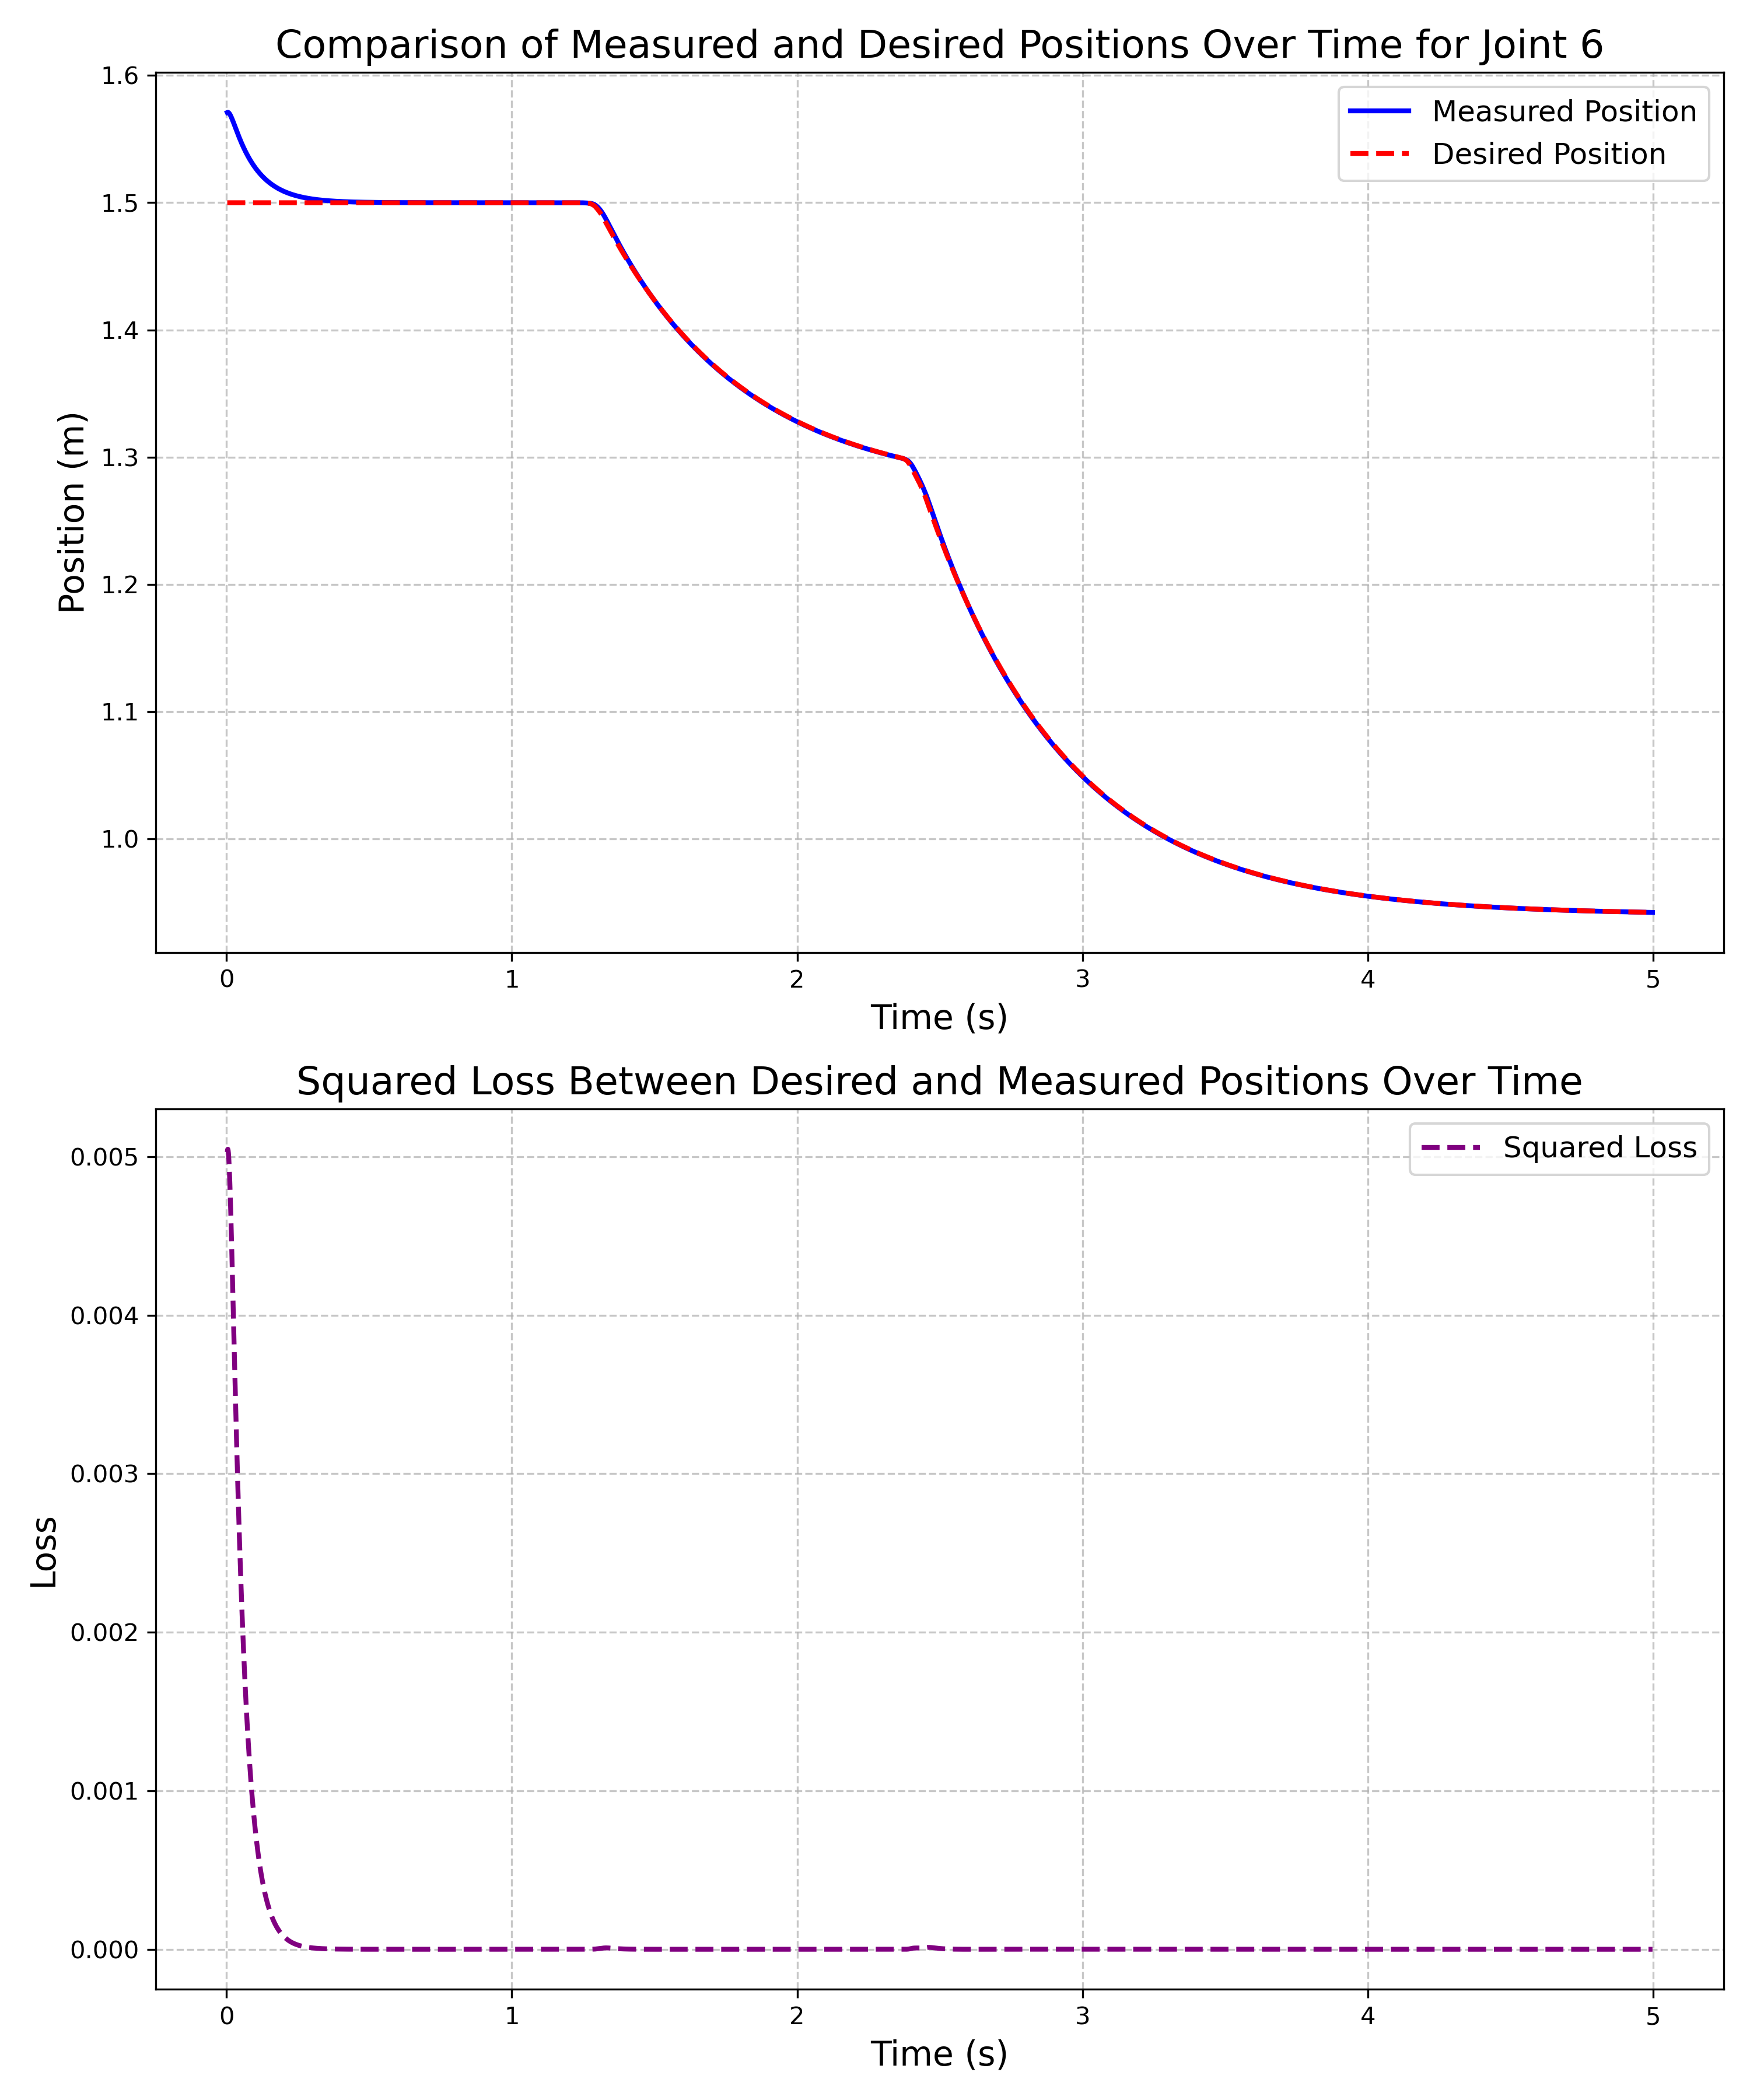 Comparison of Measured and Desired Positions Over Time for Joint 6
Measured Position
Desired Position
Position (m)
1.6
1.5
1.4
1.3
1.2
1.1
1.0
0 1 2 3 4 5
Time (s)
Squared Loss Between Desired and Measured Positions Over Time
Squared Loss
Loss
0.005
0.004
0.003
0.002
0.001
0.000
0 1 2 3 4 5
Time (s)